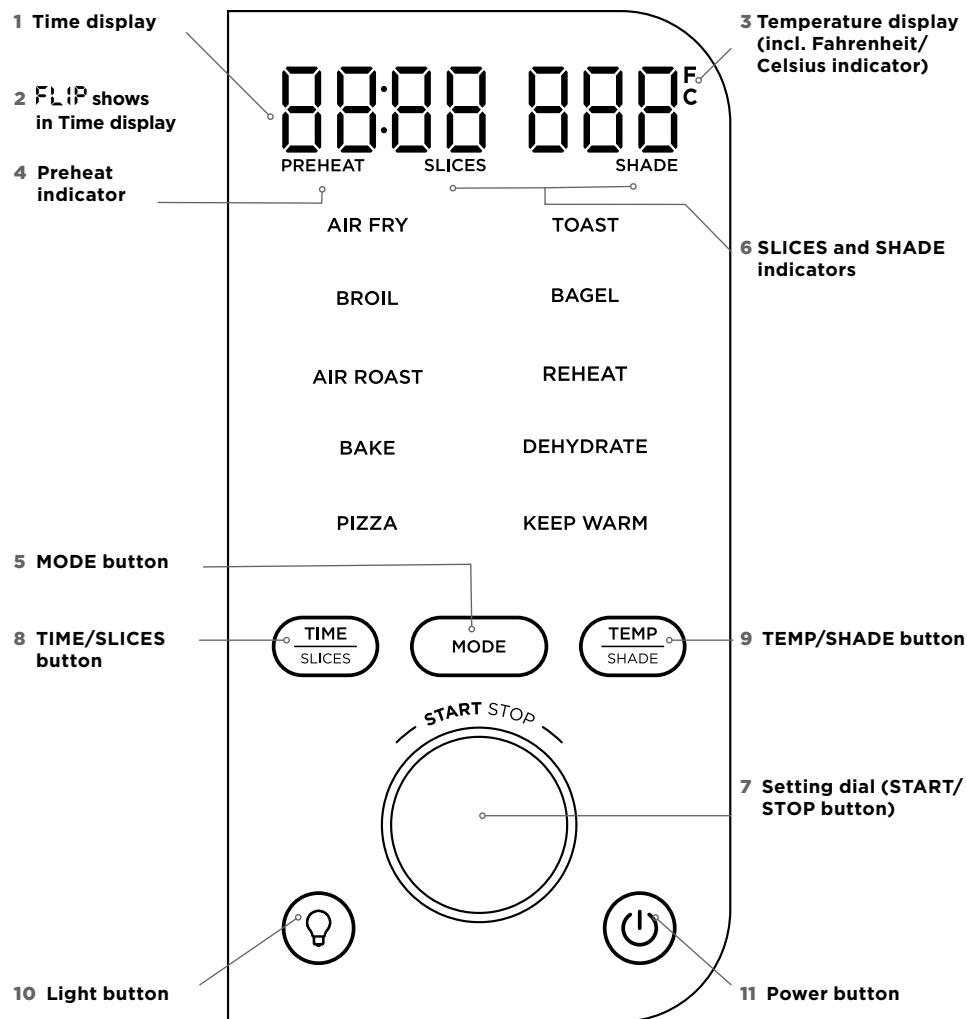 1 Time display
2 FLIP shows
in Time display
3 Temperature display
(incl. Fahrenheit/
Celsius indicator)
88:88 888 F
C
PREHEAT SLICES SHADE
4 Preheat
indicator
AIR FRY TOAST
6 SLICES and SHADE
indicators
BROIL BAGEL
AIR ROAST REHEAT
BAKE DEHYDRATE
PIZZA KEEP WARM
5 MODE button
8 TIME/SLICES
button
TIME
SLICES
MODE
TEMP
SHADE
9 TEMP/SHADE button
START STOP
7 Setting dial (START/
STOP button)
10 Light button
11 Power button